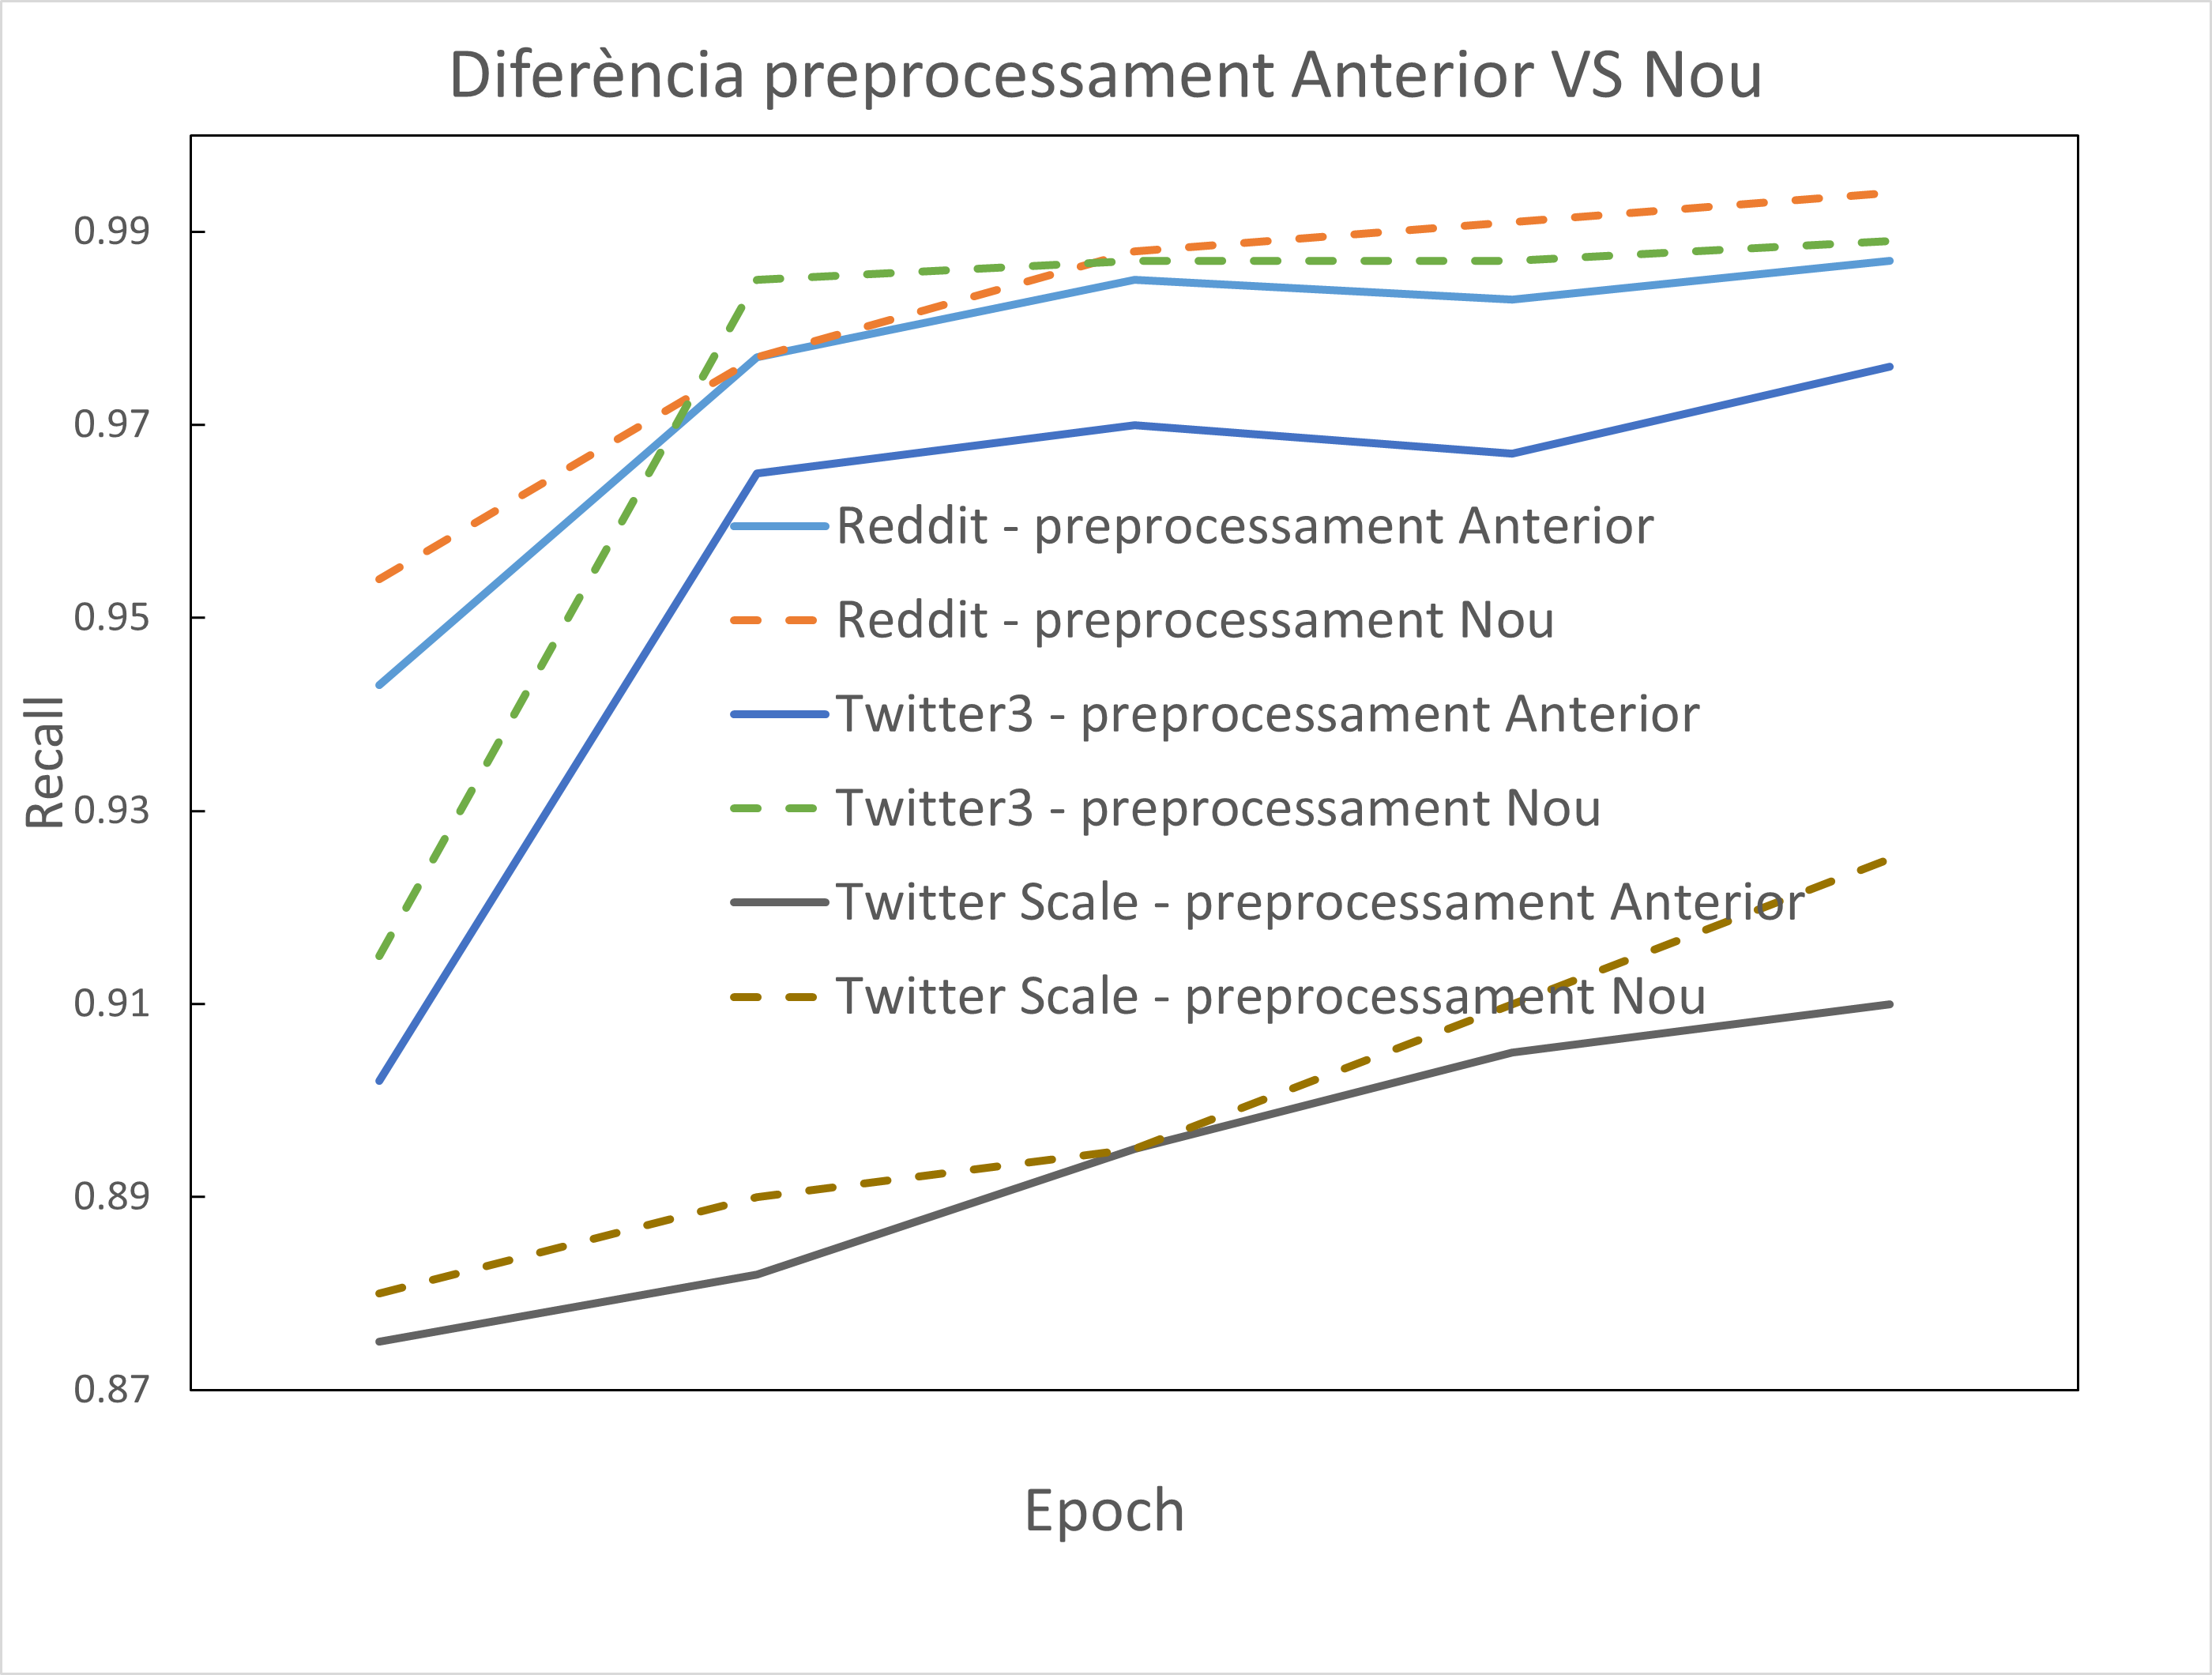 Diferència preprocessament Anterior VS Nou
0.99
0.97
0.95
0.93
0.91
0.89
0.87
Recalll
Reddit - preprocessament Anterior
Reddit - preprocessament Nou
Twitter3 - preprocessament Anterior
Twitter3 - preprocessament Nou
Twitter Scale - preprocessament Anterior
Twitter Scale - preprocessament Nou
Epoch